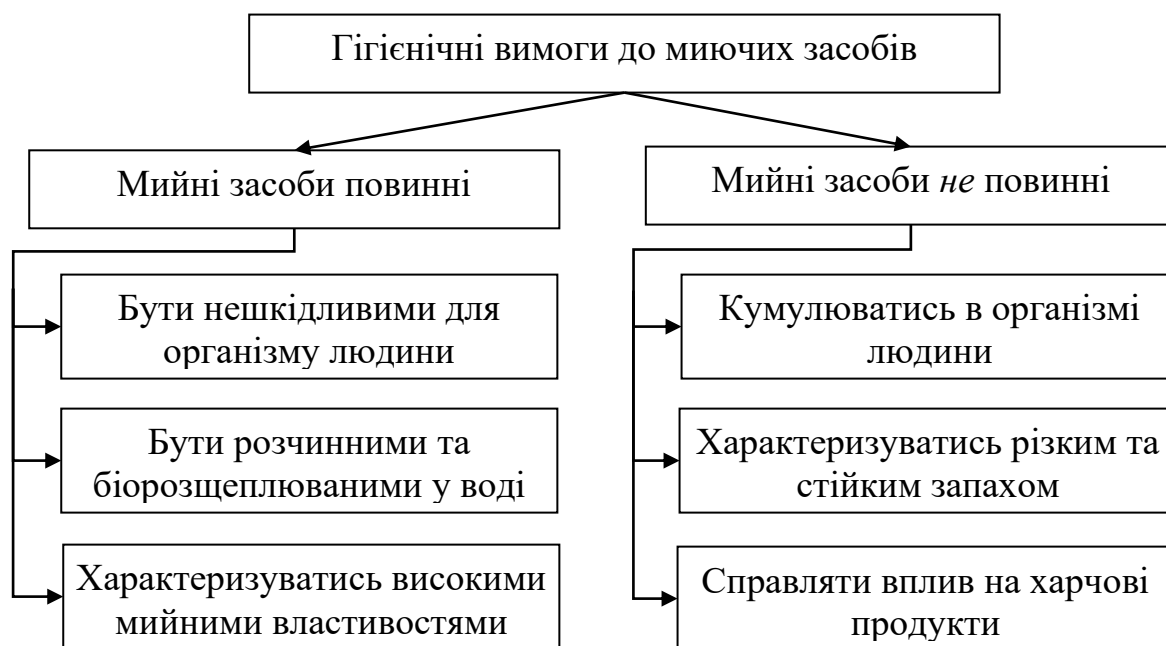 Гігієнічні вимоги до миючих засобів
Мийні засоби повинні
Бути нешкідливими для
організму людини
Бути розчинними та
біорозщеплюваними у воді
Характеризуватись високими
мийними властивостями
Мийні засоби не повинні
Кумулюватись в організмі
людини
Характеризуватись різким та
стійким запахом
Справляти вплив на харчові
продукти